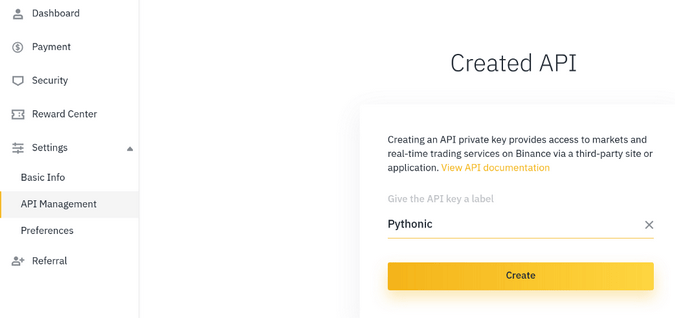 Dashboard
Payment
Security
Reward Center
Settings
Basic Info
API Management
Preferences
Referral
Created API
Creating an API private key provides access to markets and
real-time trading services on Binance via a third-party site or
application. View API documentation
Give the API key a label
Pythonic
Create